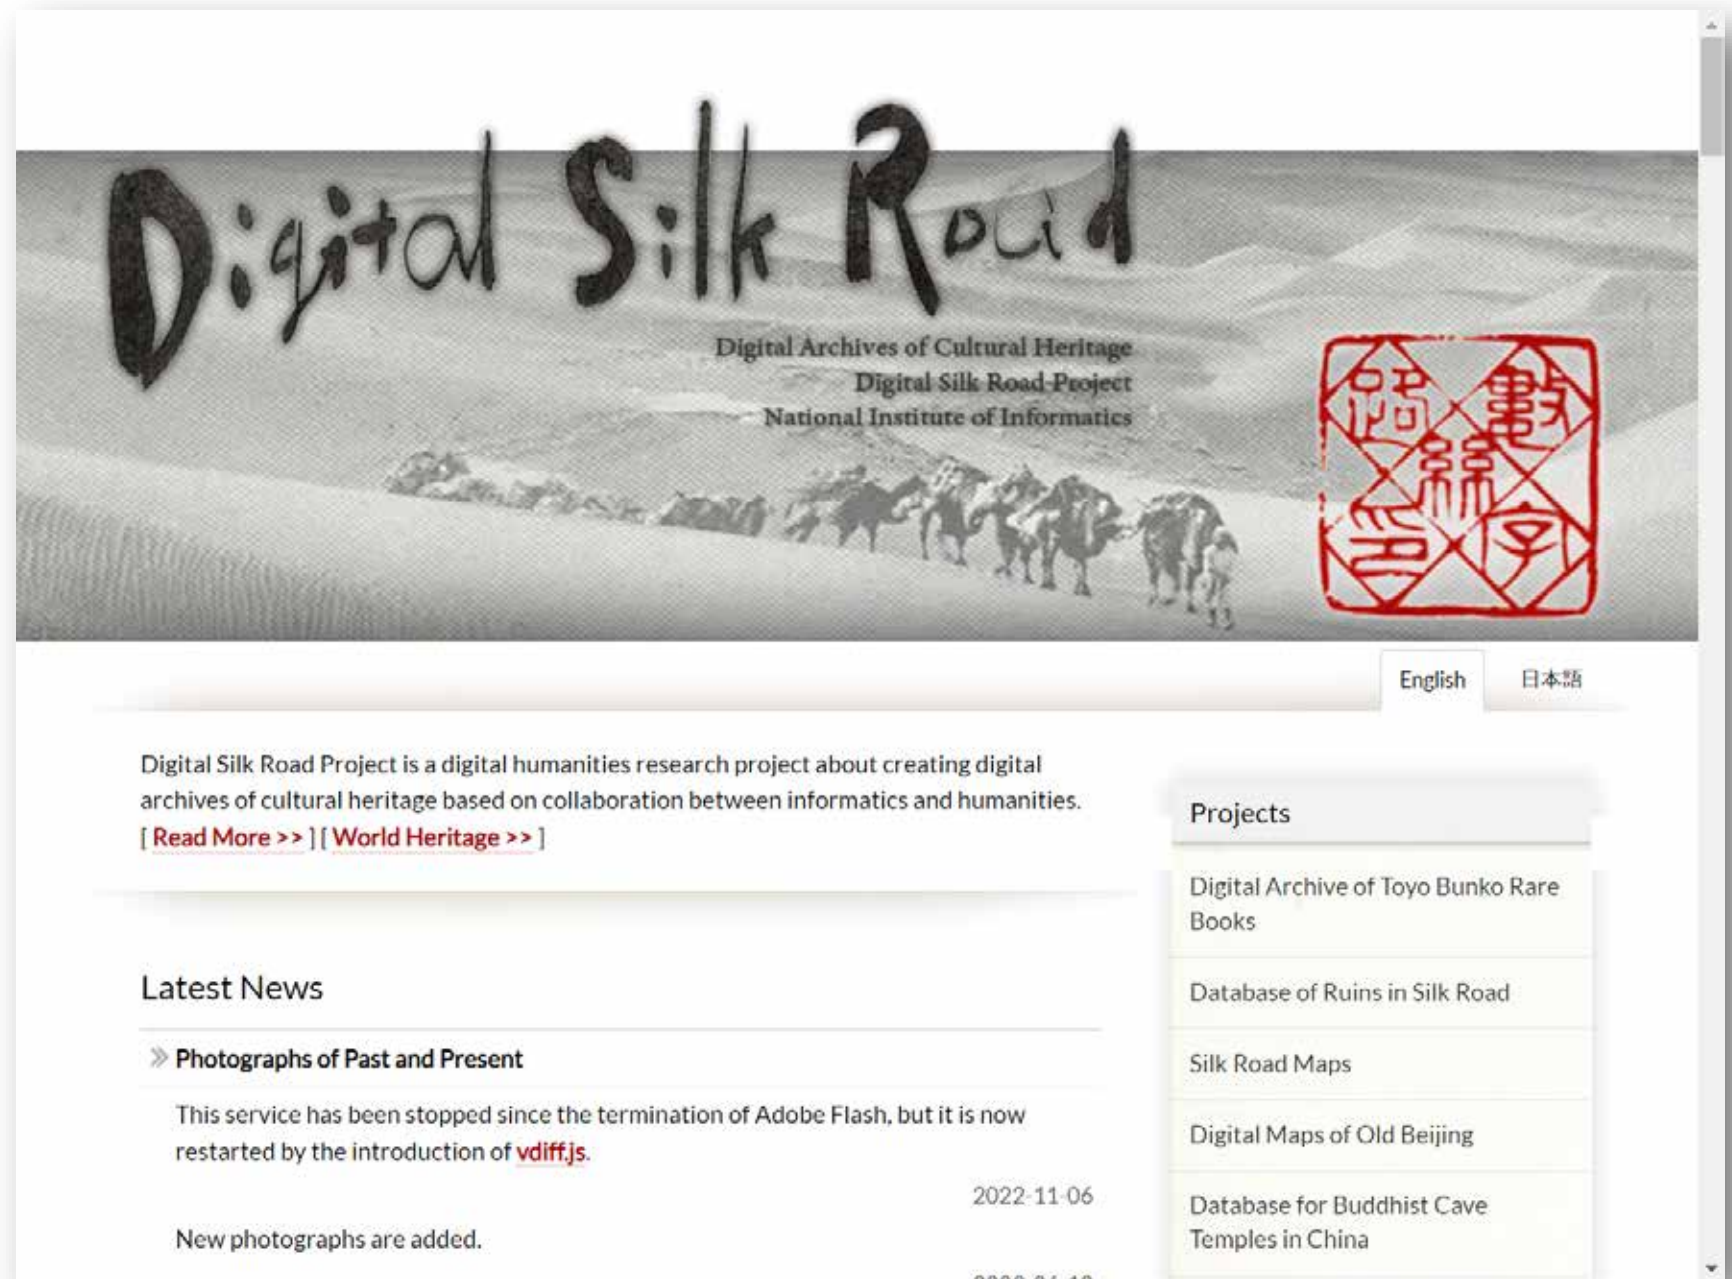 Digital Silk Road
Digital Archives of Cultural Heritage
Digital Silk Road Project
National Institute of Informatics
數字
絲
路印
English
日本語
Digital Silk Road Project is a digital humanities research project about creating digital
archives of cultural heritage based on collaboration between informatics and humanities.
[ Read More >> ] [ World Heritage >> ]
Latest News
Photographs of Past and Present
This service has been stopped since the termination of Adobe Flash, but it is now
restarted by the introduction of vdiff.js.
2022-11-06
New photographs are added.
Projects
Digital Archive of Toyo Bunko Rare
Books
Database of Ruins in Silk Road
Silk Road Maps
Digital Maps of Old Beijing
Database for Buddhist Cave
Temples in China